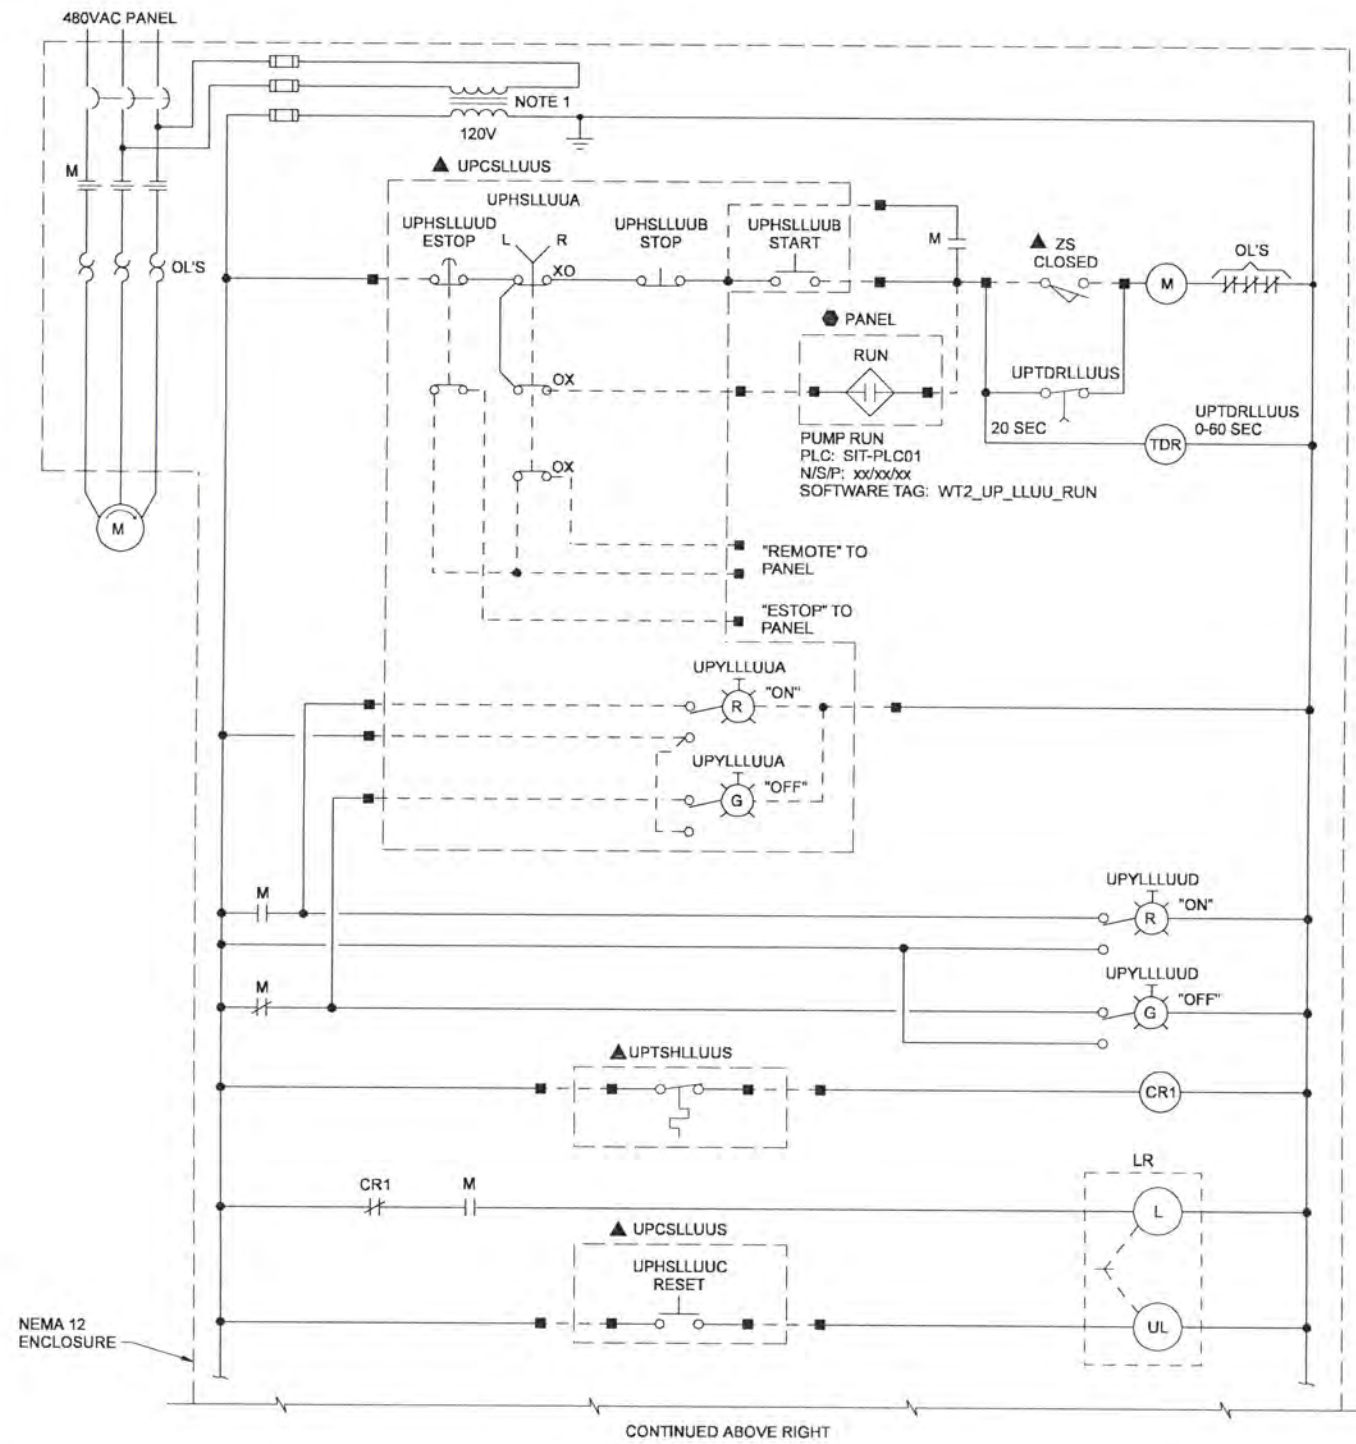 480VAC PANEL
NOTE 1
120V
M
OL'S
UPCSLLUUS
UPHSLLUUA
UPHSLLUUD
ESTOP
L
R
XO
UPHSLLUUB
STOP
UPHSLLUUB
START
M
ZS
CLOSED
M
OL'S
PANEL
RUN
OX
UPTDRLLUUS
20 SEC
UPTDRLLUUS
0-60 SEC
TDR
PUMP RUN
PLC: SIT-PLC01
N/S/P: xx/xx/xx
SOFTWARE TAG: WT2_UP_LLUU_RUN
OX
M
"REMOTE" TO
PANEL
"ESTOP" TO
PANEL
UPYLLLUUA
"ON"
R
UPYLLLUUA
"OFF"
G
M
UPYLLLUUD
"ON"
R
M
UPYLLLUUD
"OFF"
G
UPTSHLLUUS
CR1
CR1
M
LR
L
UPCSLLUUS
UPHSLLUUC
RESET
UL
NEMA 12
ENCLOSURE
CONTINUED ABOVE RIGHT